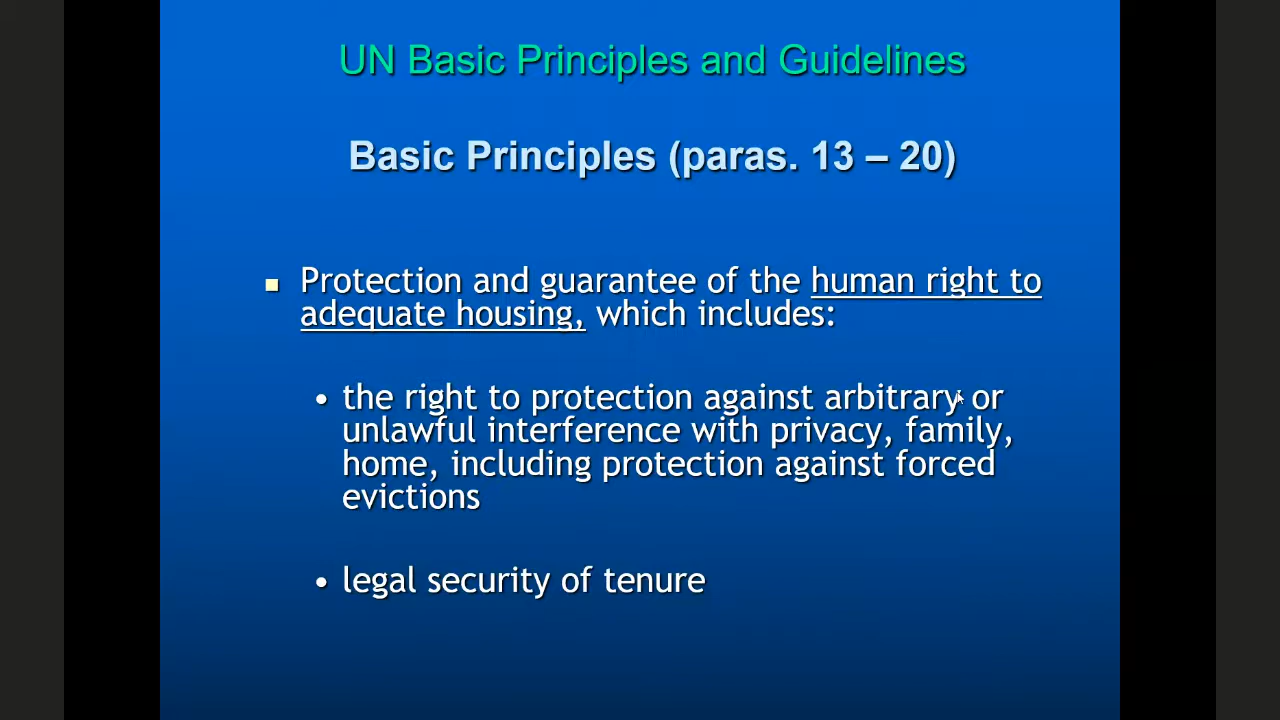 UN Basic Principles and Guidelines
Basic Principles (paras. 13 – 20)
Protection and guarantee of the human right to
adequate housing, which includes:
• the right to protection against arbitrary or
unlawful interference with privacy, family,
home, including protection against forced
evictions
• legal security of tenure